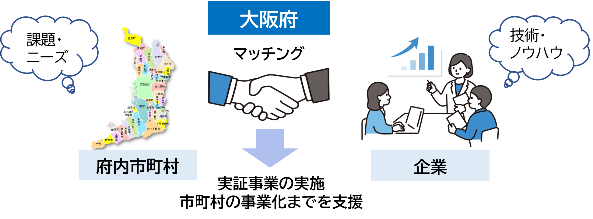 大阪府
課題・
ニーズ
マッチング
技術・
ノウハウ
府内市町村
企業
実証事業の実施
市町村の事業化までを支援